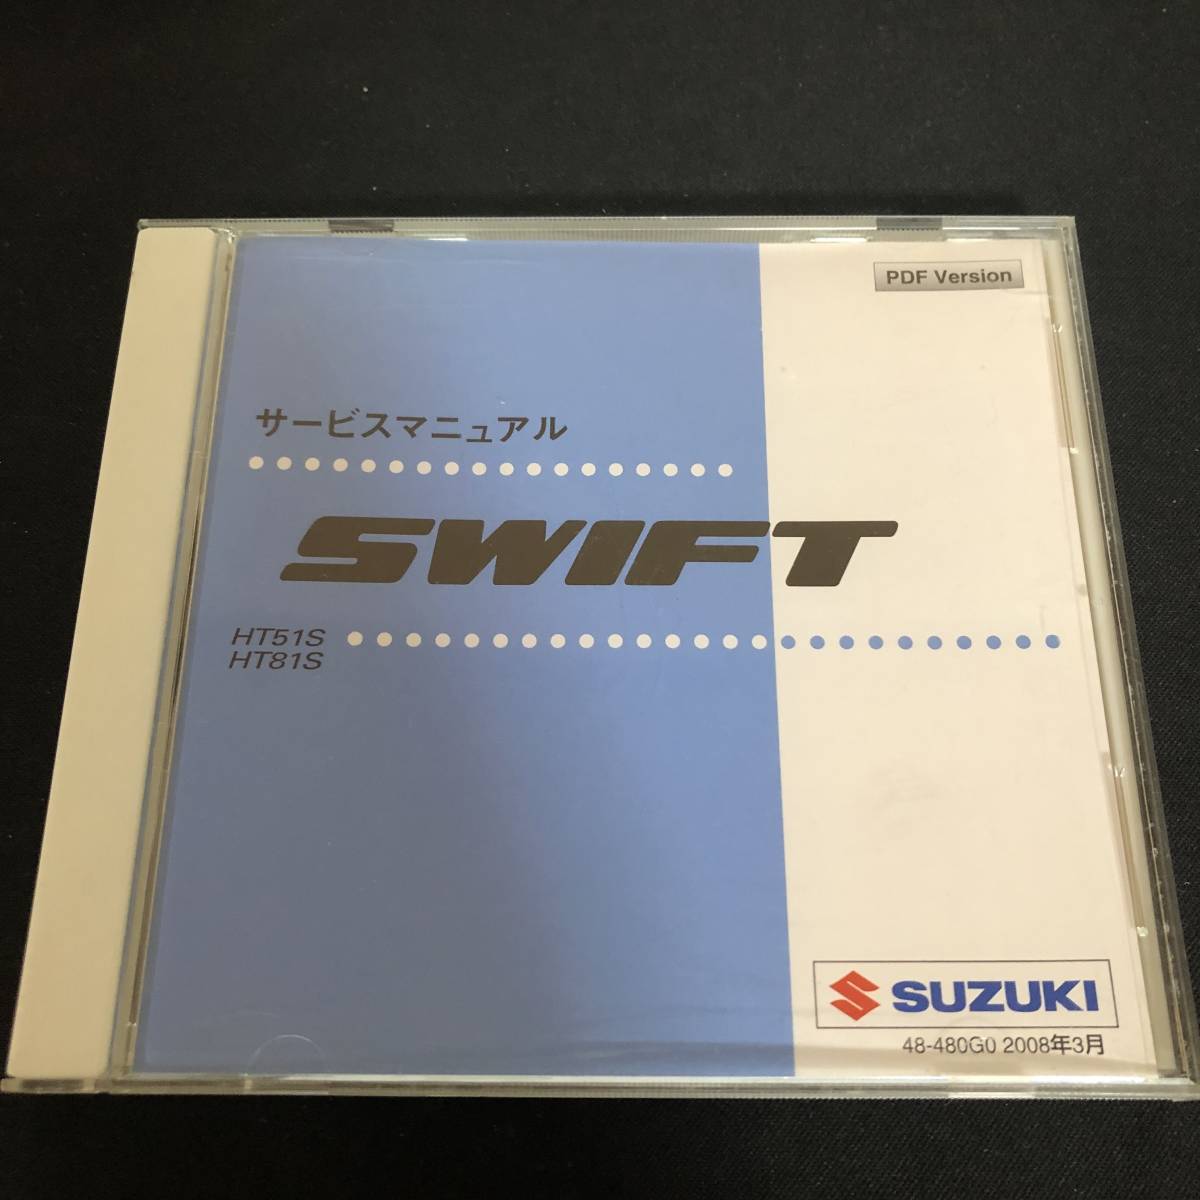 PDF Version
サービスマニュアル
SWIFT
HT51S
HT81S
SUZUKI
48-480G0 2008年3月